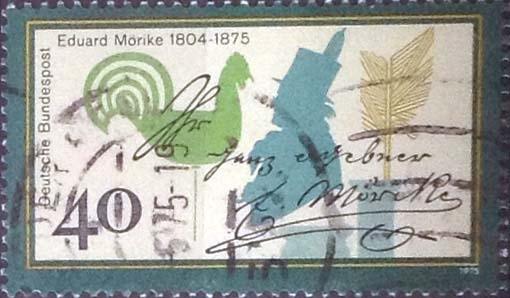 Eduard Mörike 1804-1875
Deutsche Bundespost
Ihr
ganz ergebner
E. Mörike
40
1975